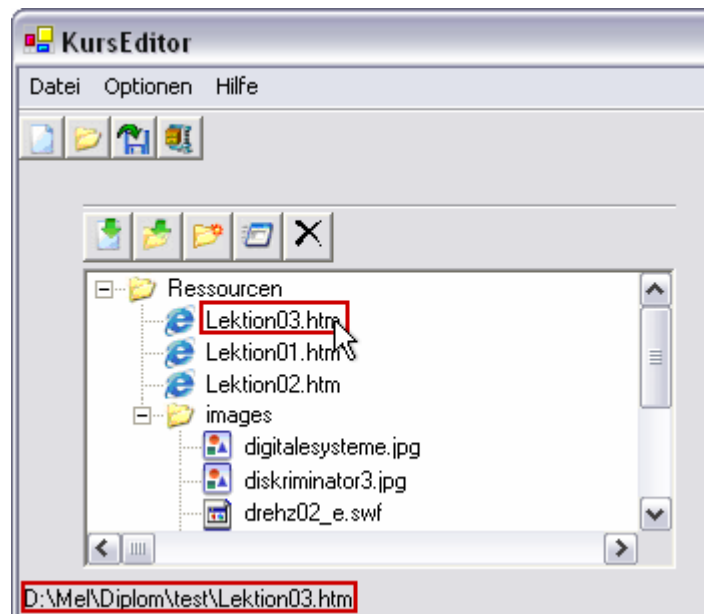 KursEditor
Datei Optionen Hilfe
Ressourcen
Lektion03.htm
Lektion01.htm
Lektion02.htm
images
digitalesysteme.jpg
diskriminator3.jpg
drehz02_e.swf
D:\Mel\Diplom\test\Lektion03.htm